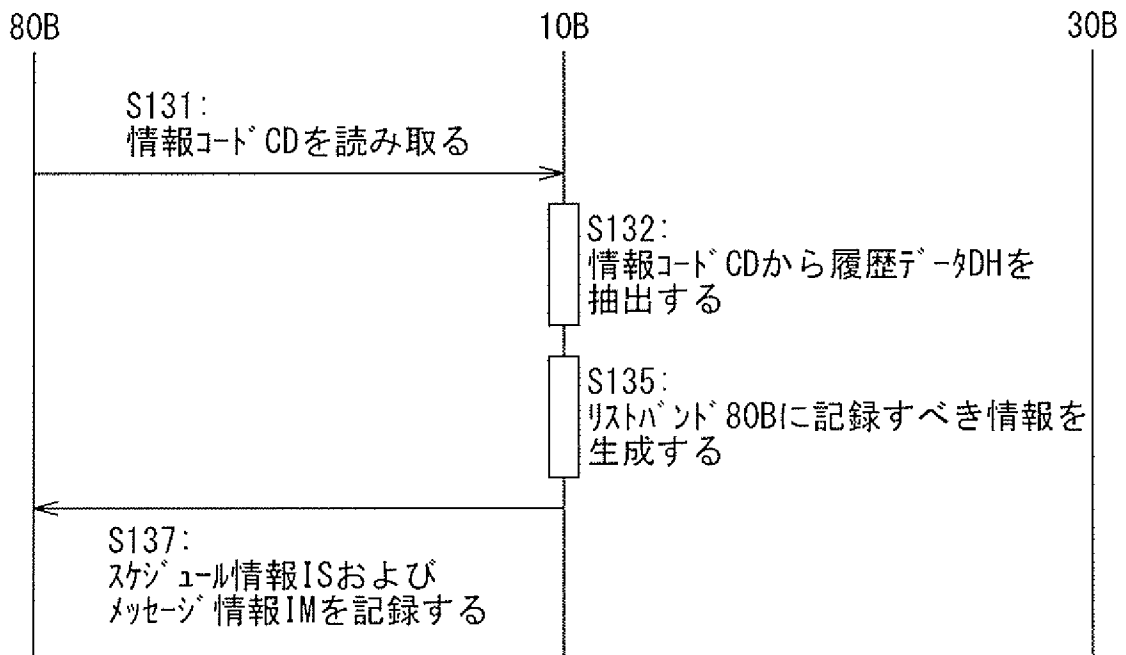 80B
10B
30B
S131:
情報ｺｰﾄﾞCDを読み取る
S132:
情報ｺｰﾄﾞCDから履歴ﾃﾞｰﾀDHを
抽出する
S135:
ﾘｽﾄﾊﾞﾝﾄﾞ80Bに記録すべき情報を
生成する
S137:
ｽｹｼﾞｭｰﾙ情報ISおよび
ﾒｯｾｰｼﾞ情報IMを記録する